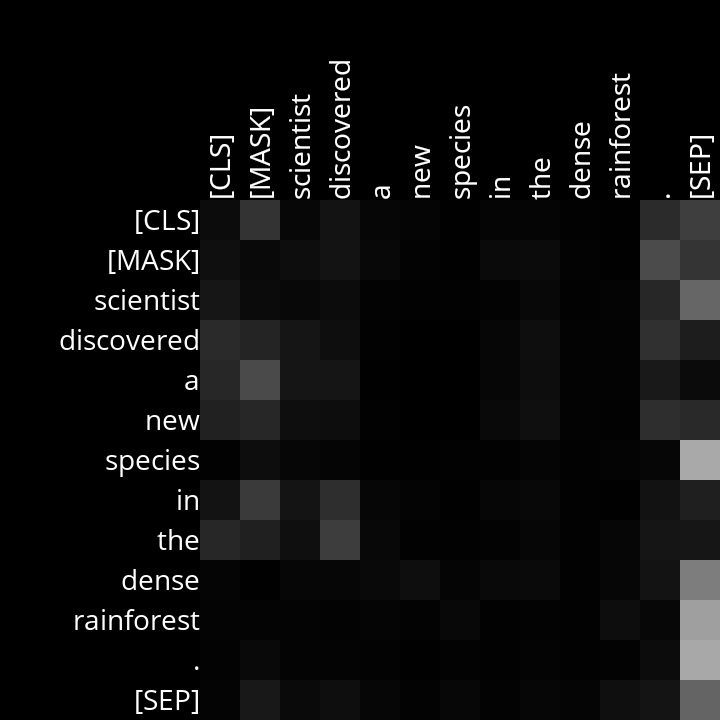 [CLS] [MASK] scientist discovered a new species in the dense rainforest . [SEP]
[CLS]
[MASK]
scientist
discovered
a
new
species
in
the
dense
rainforest
.
[SEP]